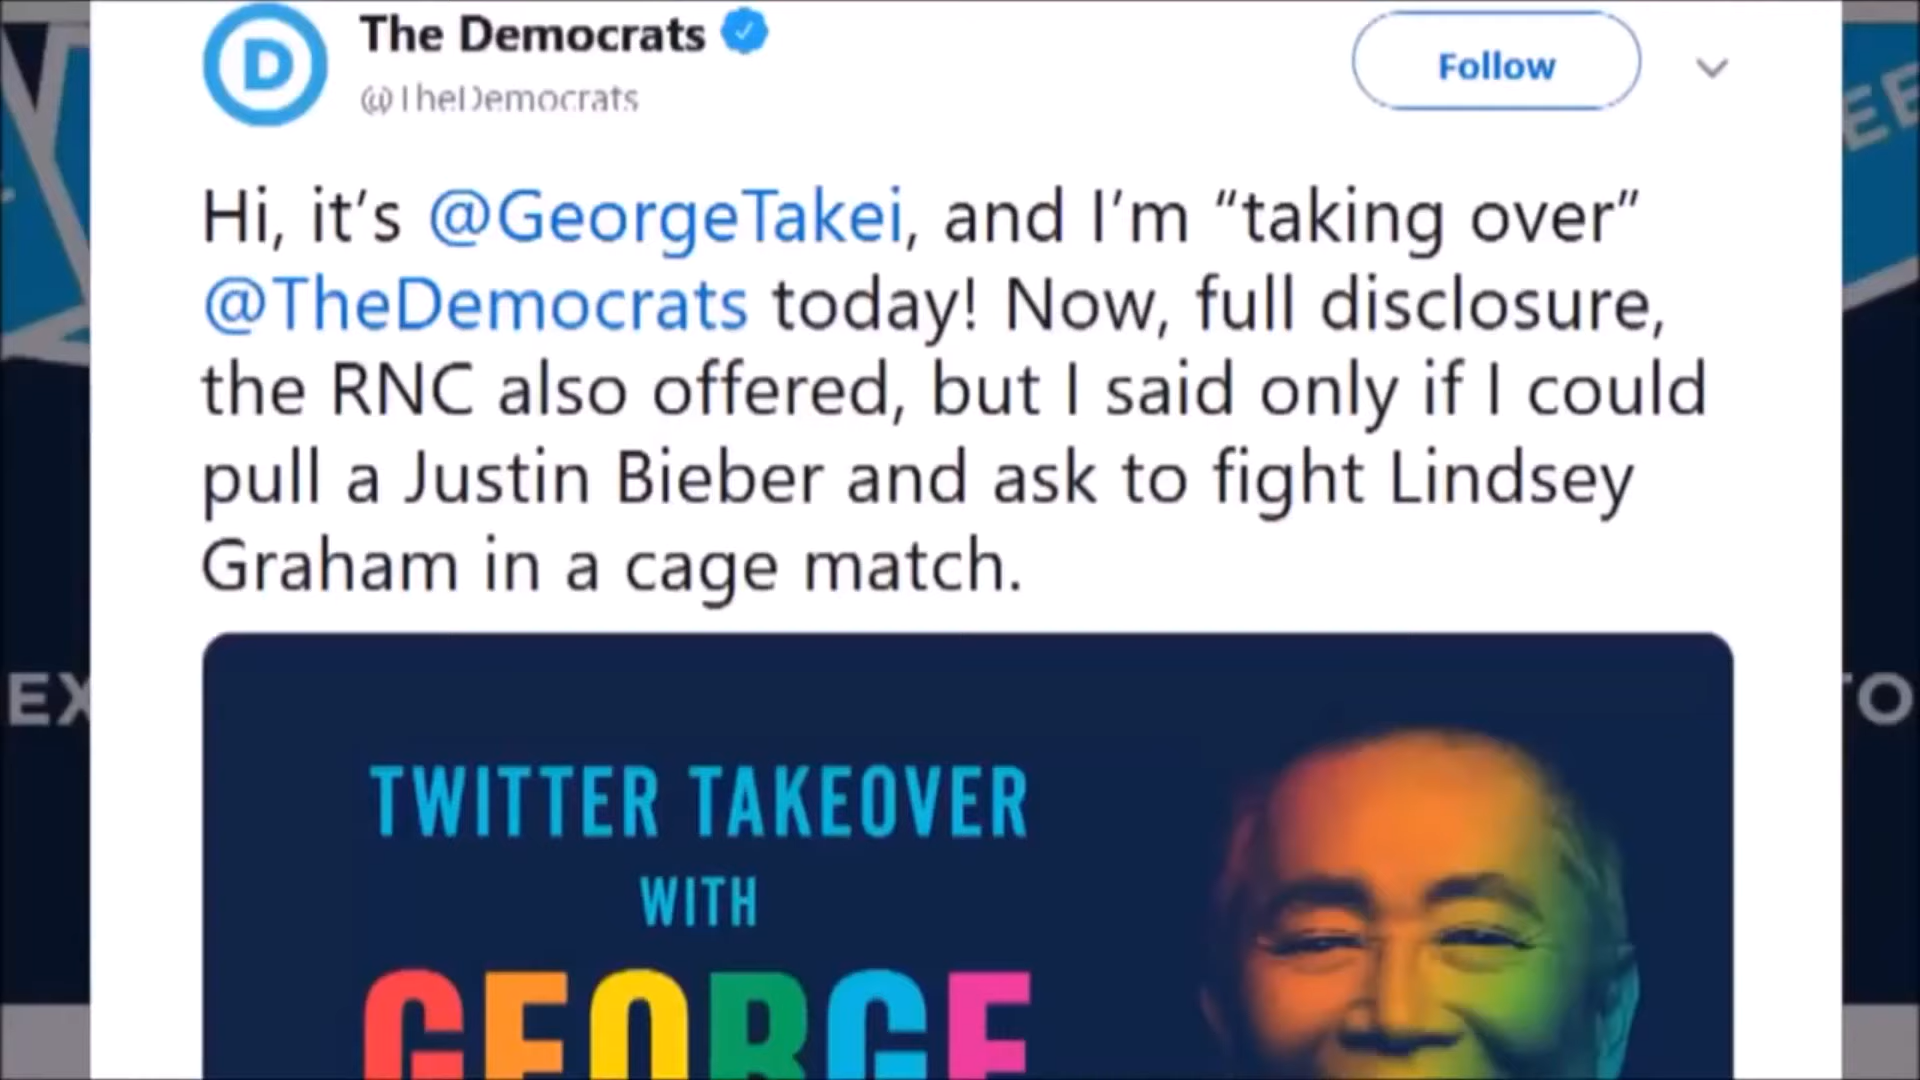 The Democrats
@TheDemocrats
Follow
Hi, it’s @GeorgeTakei, and I’m “taking over”
@TheDemocrats today! Now, full disclosure,
the RNC also offered, but I said only if I could
pull a Justin Bieber and ask to fight Lindsey
Graham in a cage match.
TWITTER TAKEOVER
WITH
GEORGE
D